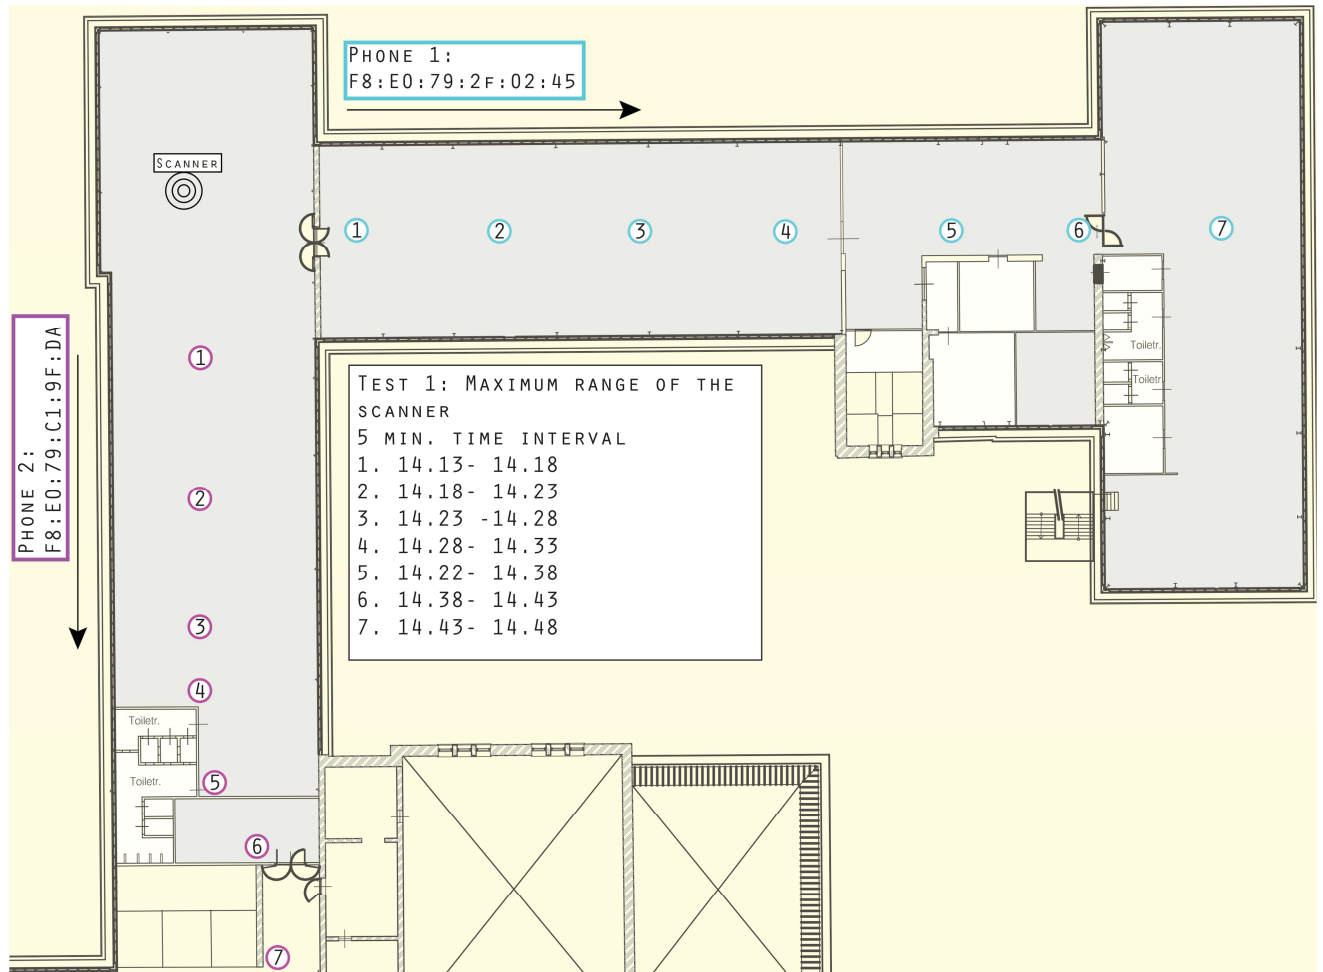 PHONE 1:
F8:E0:79:2F:02:45
SCANNER
1
2
3
4
5
6
7
PHONE 2:
F8:E0:79:C1:9F:DA
1
2
3
4
5
6
7
TEST 1: MAXIMUM RANGE OF THE
SCANNER
5 MIN. TIME INTERVAL
1. 14.13- 14.18
2. 14.18- 14.23
3. 14.23 -14.28
4. 14.28- 14.33
5. 14.22- 14.38
6. 14.38- 14.43
7. 14.43- 14.48
Toiletr.
Toiletr.
Toiletr.
Toiletr.